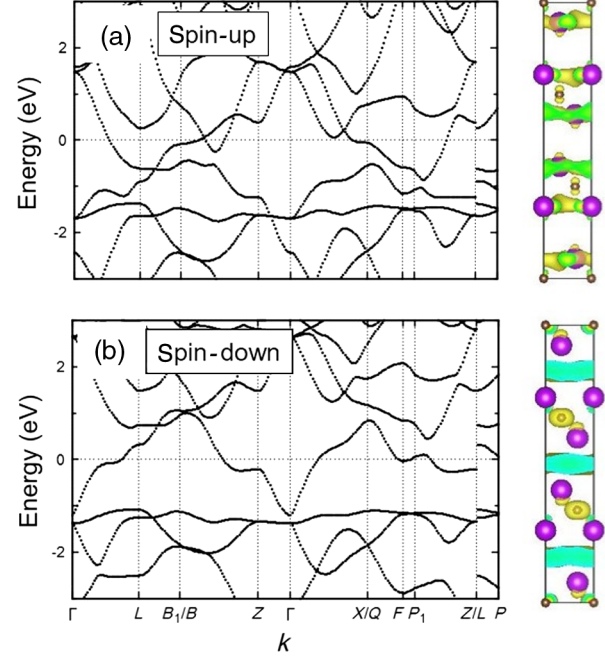 (a) Spin-up
Energy (eV)
2
0
-2
(b) Spin-down
Energy (eV)
2
0
-2
Γ L B₁/B Z Γ X/Q F P₁ Z/L P
k